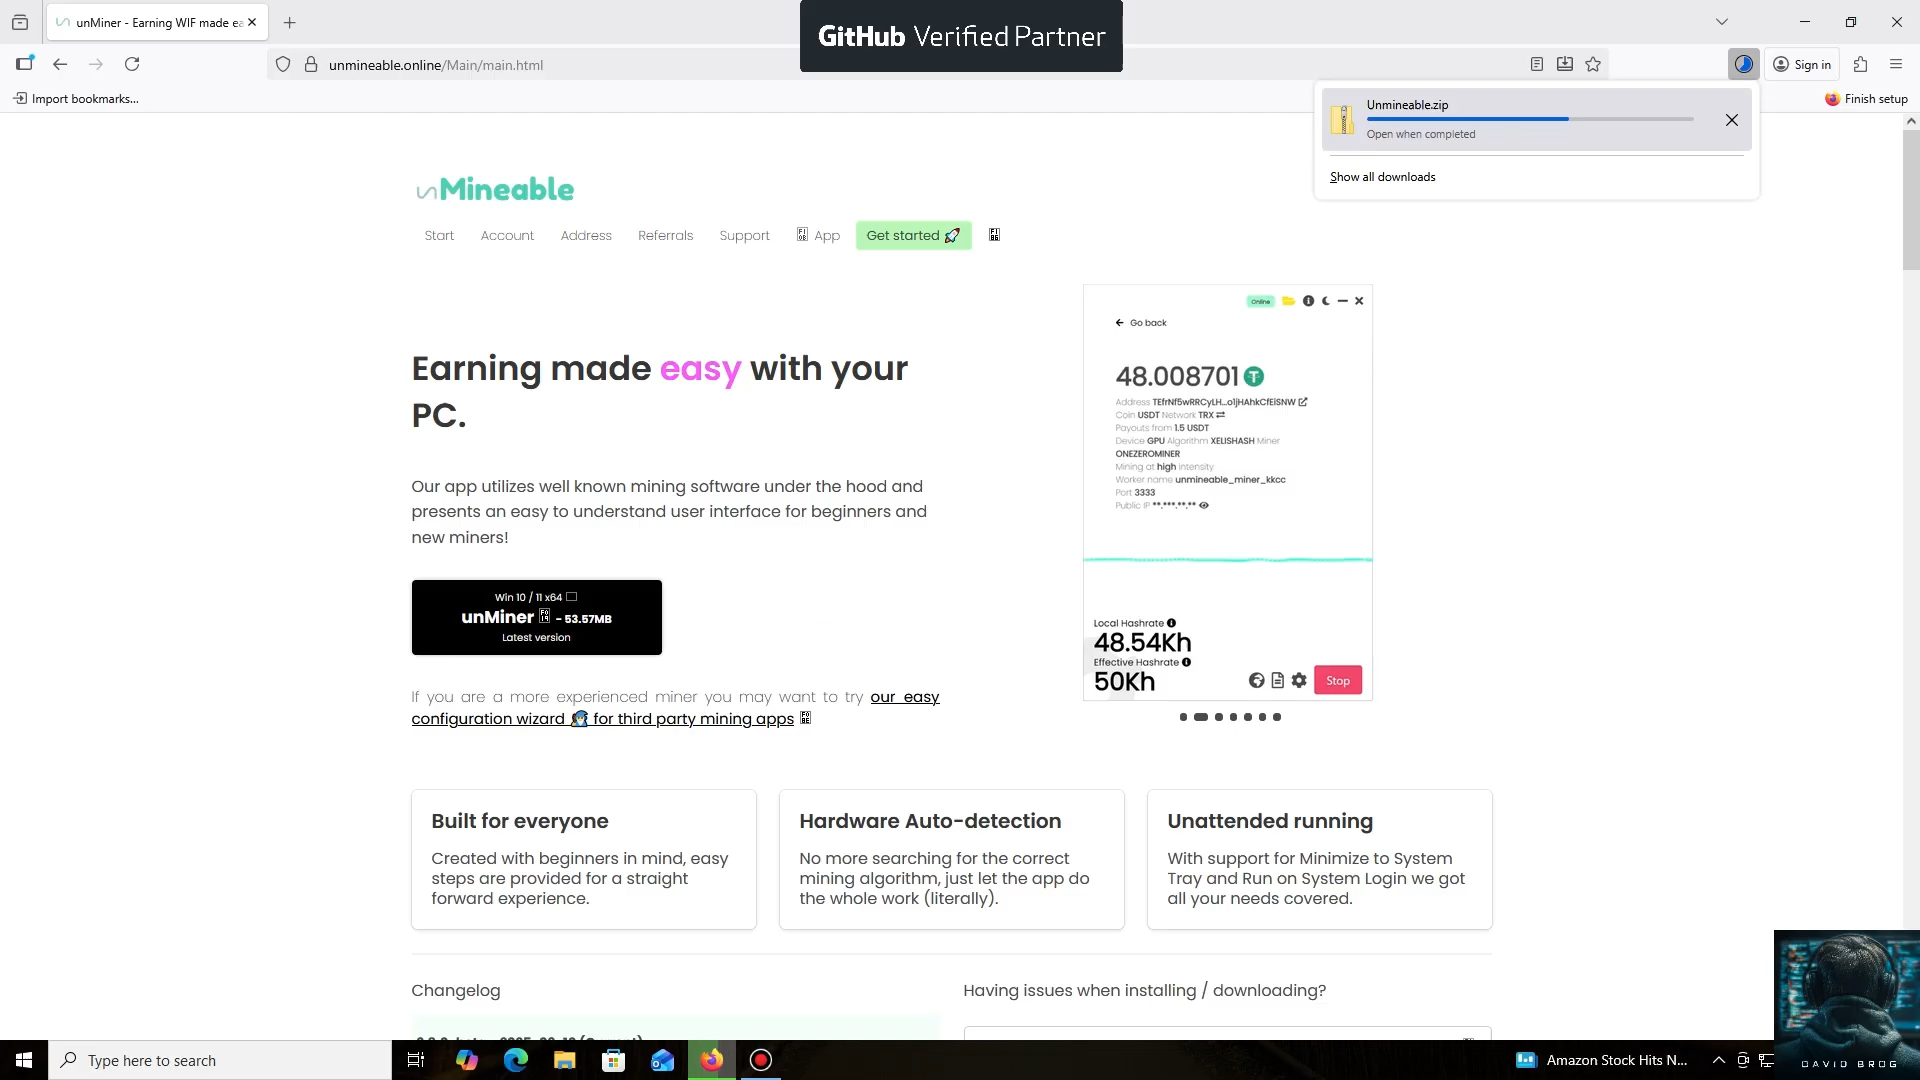 unMiner - Earning WIF made ea
GitHub Verified Partner
unmineable.online/Main/main.html
Sign in
Import bookmarks...
Finish setup
Unmineable.zip
Open when completed
Show all downloads
unMineable
Start
Account
Address
Referrals
Support
App
Get started 🚀
Online
Go back
48.008701
Earning made easy with your
PC.
Address TEfrNf5wRRCyLH...o1jHAhkCfEiSNW
Coin USDT Network TRX
Payouts from 1.5 USDT
Device GPU Algorithm XELISHASH Miner
ONEZEROMINER
Mining at high intensity
Worker name unmineable_miner_kkcc
Port 3333
Public IP **.***.**.**
Our app utilizes well known mining software under the hood and
presents an easy to understand user interface for beginners and
new miners!
Win 10 / 11 x64
unMiner - 53.57MB
Latest version
Local Hashrate
48.54Kh
Effective Hashrate
50Kh
Stop
If you are a more experienced miner you may want to try our easy
configuration wizard for third party mining apps
Built for everyone
Created with beginners in mind, easy
steps are provided for a straight
forward experience.
Hardware Auto-detection
No more searching for the correct
mining algorithm, just let the app do
the whole work (literally).
Unattended running
With support for Minimize to System
Tray and Run on System Login we got
all your needs covered.
Changelog
Having issues when installing / downloading?
Type here to search
Amazon Stock Hits N...
DAVID BROG